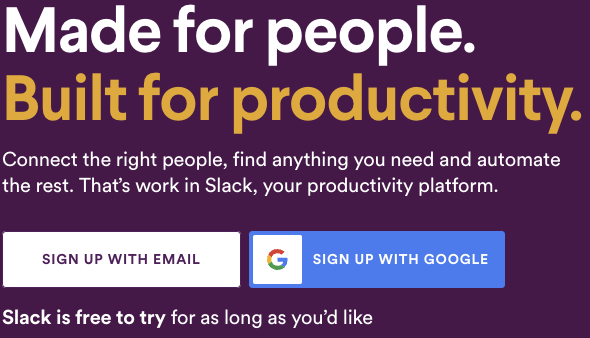 Made for people.
Built for productivity.
Connect the right people, find anything you need and automate
the rest. That’s work in Slack, your productivity platform.
SIGN UP WITH EMAIL
SIGN UP WITH GOOGLE
Slack is free to try for as long as you’d like